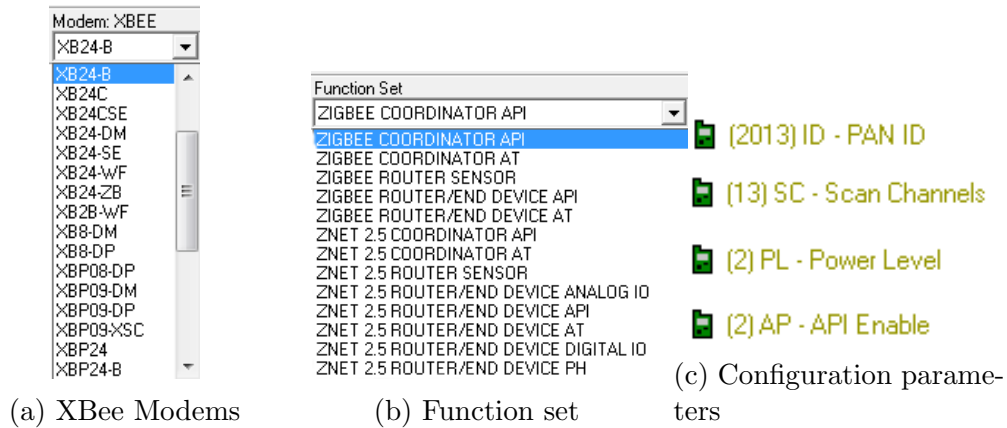 Modem: XBEE
XB24-B
XB24-B
XB24C
XB24CSE
XB24-DM
XB24-SE
XB24-WF
XB24-ZB
XB2B-WF
XB8-DM
XB8-DP
XBP08-DP
XBP09-DM
XBP09-DP
XBP09-XSC
XBP24
XBP24-B
(a) XBee Modems
Function Set
ZIGBEE COORDINATOR API
ZIGBEE COORDINATOR API
ZIGBEE COORDINATOR AT
ZIGBEE ROUTER SENSOR
ZIGBEE ROUTER/END DEVICE API
ZIGBEE ROUTER/END DEVICE AT
ZNET 2.5 COORDINATOR API
ZNET 2.5 COORDINATOR AT
ZNET 2.5 ROUTER SENSOR
ZNET 2.5 ROUTER/END DEVICE ANALOG IO
ZNET 2.5 ROUTER/END DEVICE API
ZNET 2.5 ROUTER/END DEVICE AT
ZNET 2.5 ROUTER/END DEVICE DIGITAL IO
ZNET 2.5 ROUTER/END DEVICE PH
(b) Function set
(2013) ID - PAN ID
(13) SC - Scan Channels
(2) PL - Power Level
(2) AP - API Enable
(c) Configuration parame-
ters